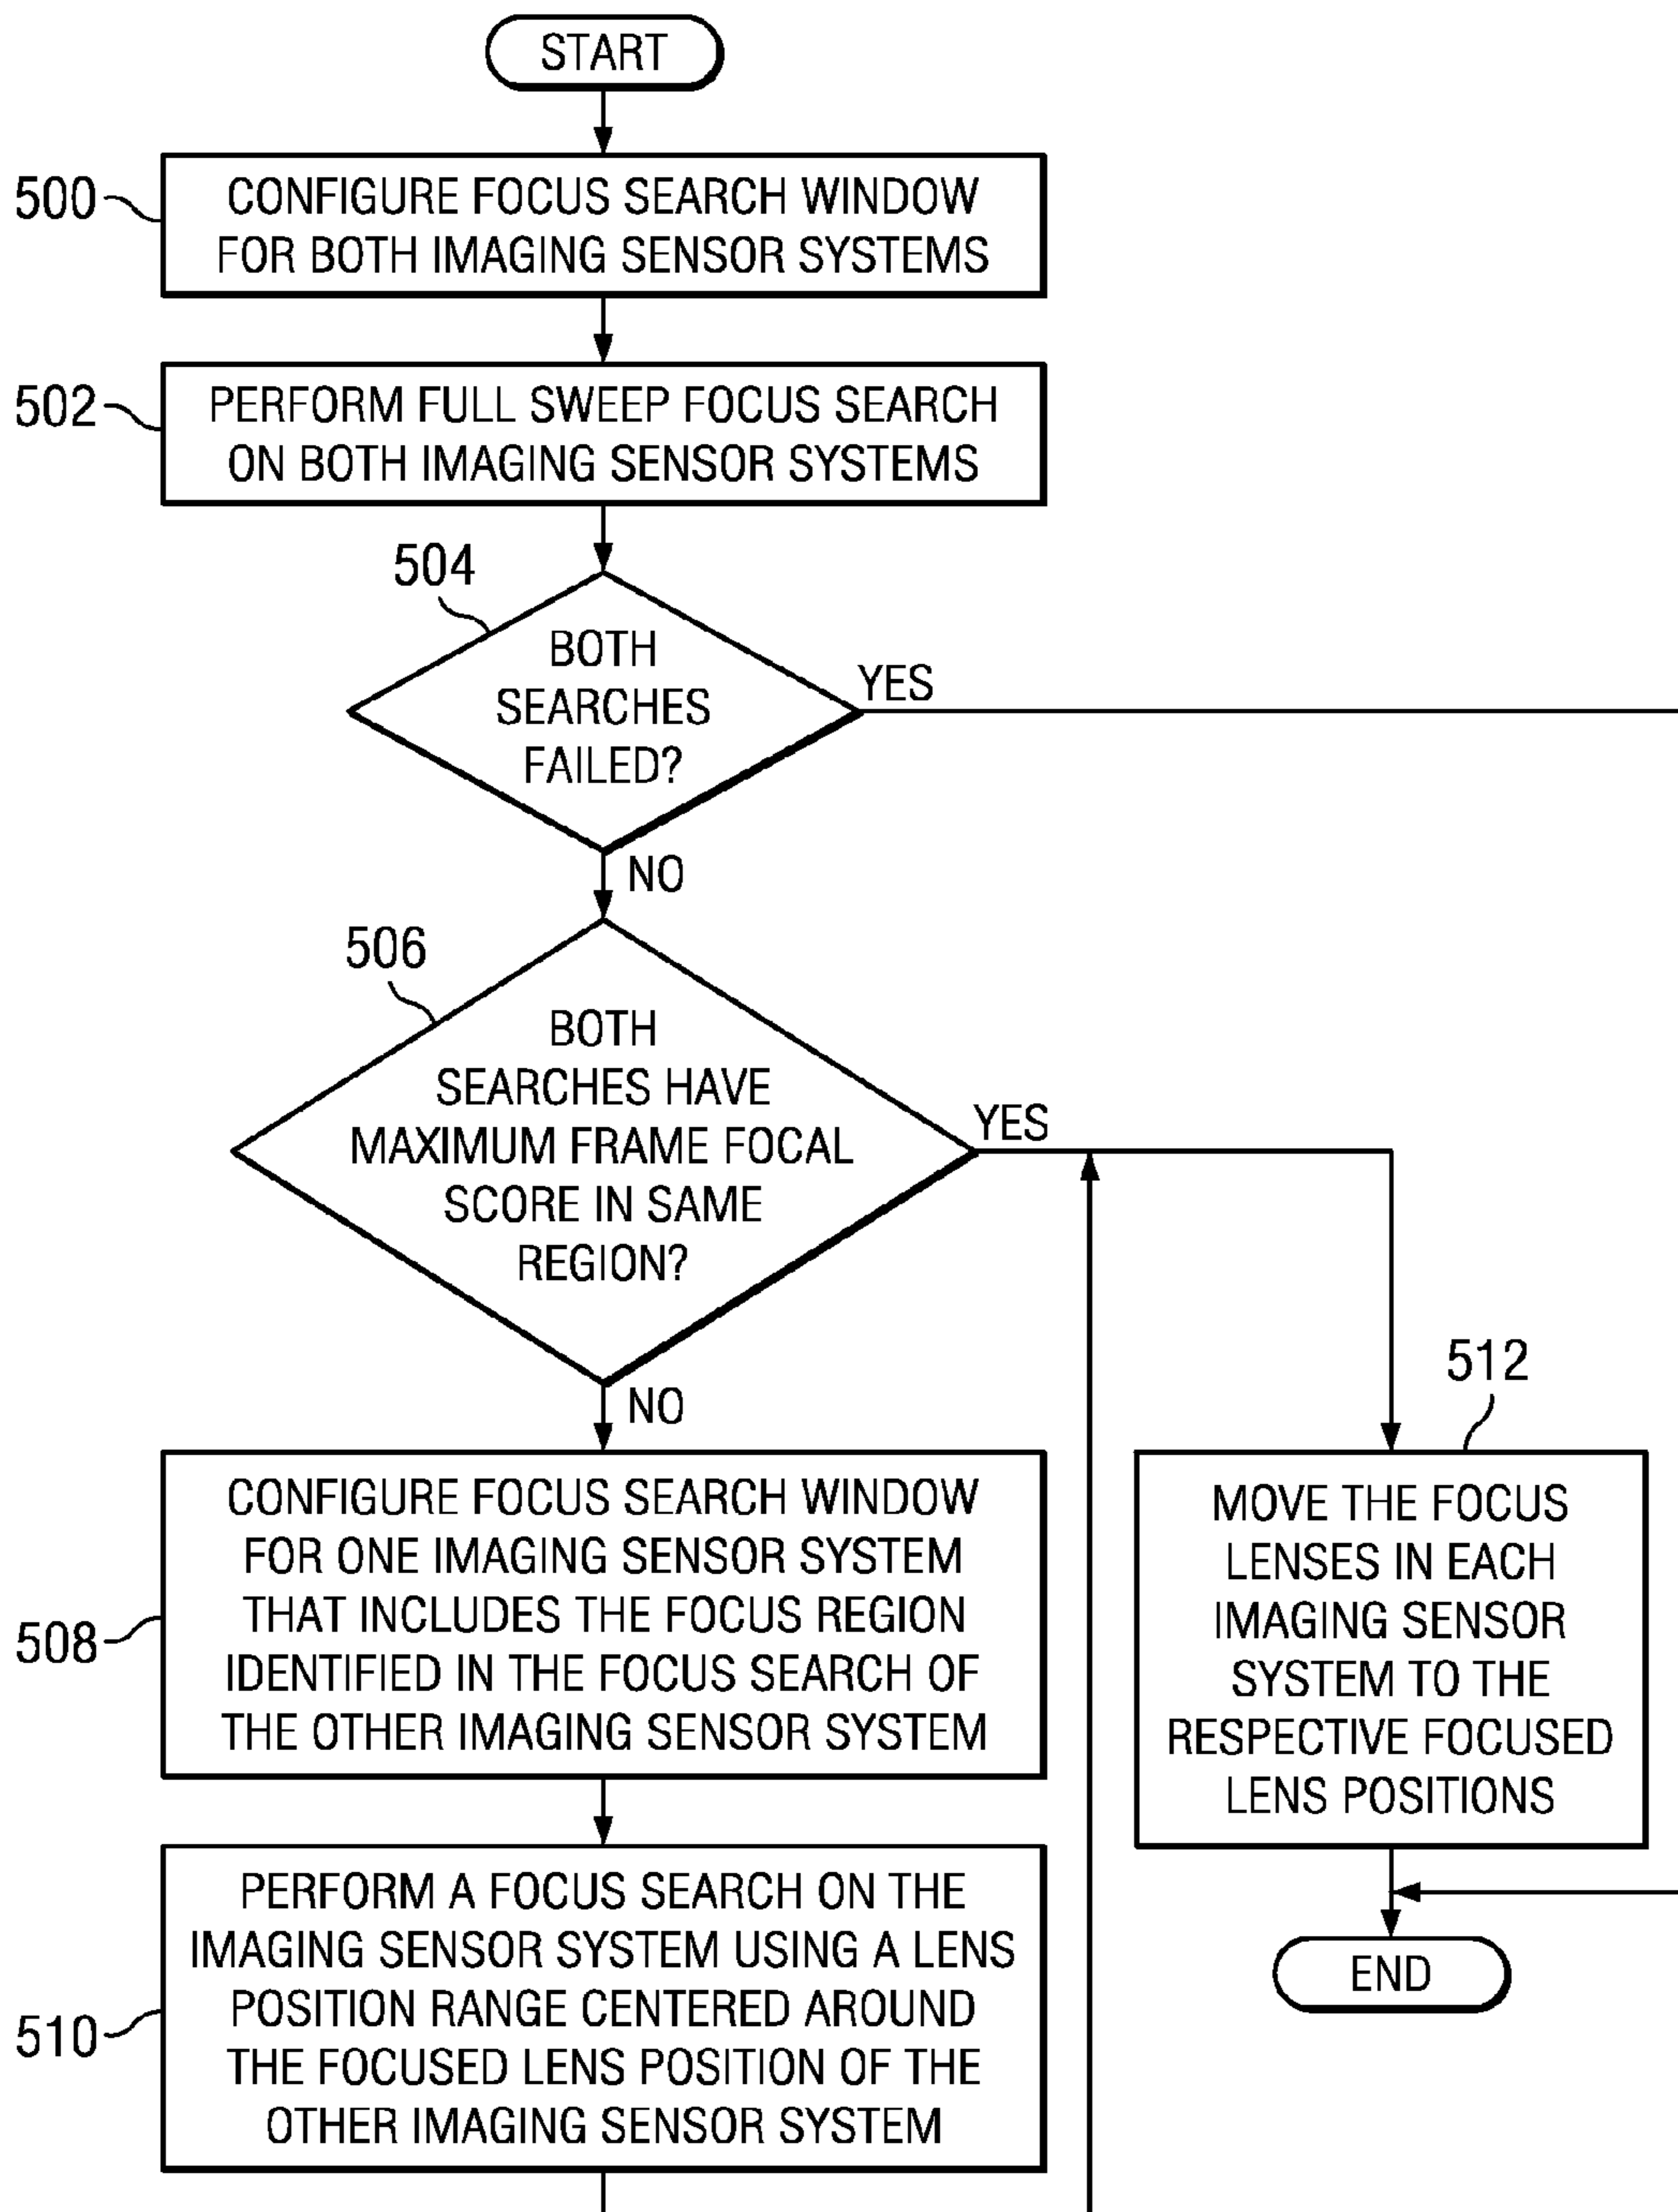 START
500
CONFIGURE FOCUS SEARCH WINDOW
FOR BOTH IMAGING SENSOR SYSTEMS
502
PERFORM FULL SWEEP FOCUS SEARCH
ON BOTH IMAGING SENSOR SYSTEMS
504
BOTH
SEARCHES
FAILED?
YES
NO
506
BOTH
SEARCHES HAVE
MAXIMUM FRAME FOCAL
SCORE IN SAME
REGION?
YES
NO
508
CONFIGURE FOCUS SEARCH WINDOW
FOR ONE IMAGING SENSOR SYSTEM
THAT INCLUDES THE FOCUS REGION
IDENTIFIED IN THE FOCUS SEARCH OF
THE OTHER IMAGING SENSOR SYSTEM
510
PERFORM A FOCUS SEARCH ON THE
IMAGING SENSOR SYSTEM USING A LENS
POSITION RANGE CENTERED AROUND
THE FOCUSED LENS POSITION OF THE
OTHER IMAGING SENSOR SYSTEM
512
MOVE THE FOCUS
LENSES IN EACH
IMAGING SENSOR
SYSTEM TO THE
RESPECTIVE FOCUSED
LENS POSITIONS
END